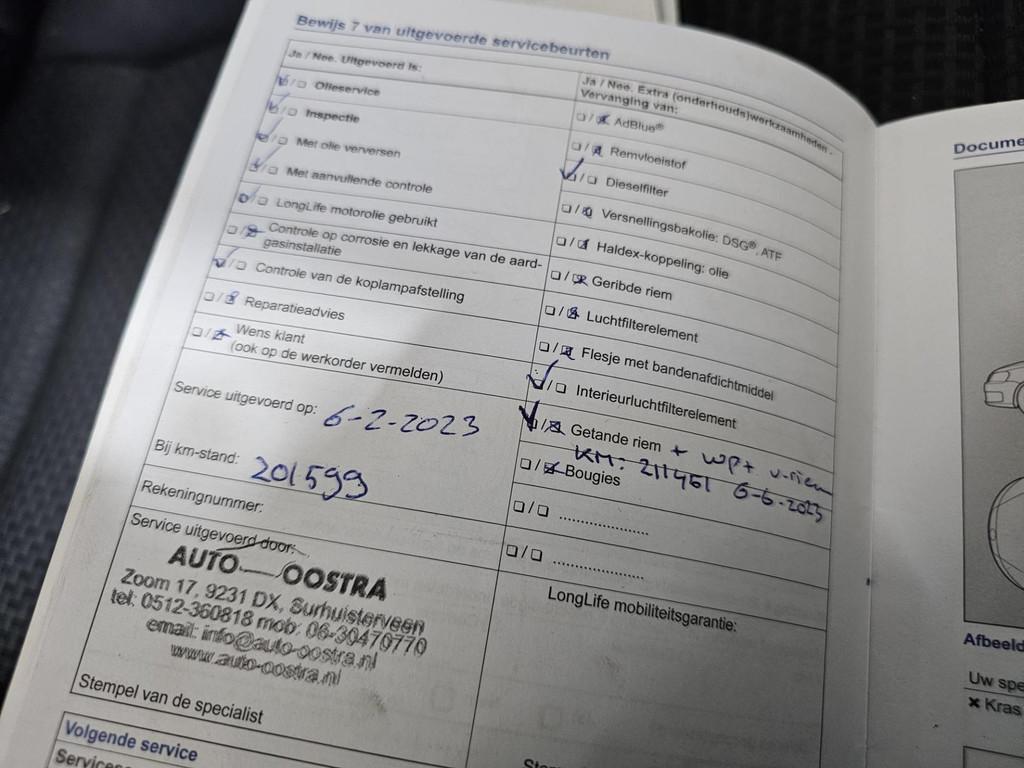 Bewijs 7 van uitgevoerde servicebeurten
Ja / Nee. Uitgevoerd is:
☑/☐ Olieservice
☑/☐ Inspectie
☑/☐ Met olie verversen
☑/☐ Met aanvullende controle
☑/☐ LongLife motorolie gebruikt
☐/☒ Controle op corrosie en lekkage van de aard-
gasinstallatie
☑/☐ Controle van de koplampafstelling
☐/☒ Reparatieadvies
☐/☒ Wens klant
(ook op de werkorder vermelden)
Service uitgevoerd op: 6-2-2023
Bij km-stand: 201599
Rekeningnummer:
Service uitgevoerd door:
AUTO OOSTRA
Zoom 17, 9231 DX, Surhuisterveen
tel: 0512-360818 mob: 06-30470770
email: info@auto-oostra.nl
www.auto-oostra.nl
Stempel van de specialist
Volgende service
Ja / Nee. Extra (onderhouds)werkzaamheden -
Vervanging van:
☐/☒ AdBlue®
☐/☒ Remvloeistof
☑/☐ Dieselfilter
☐/☒ Versnellingsbakolie: DSG®, ATF
☐/☒ Haldex-koppeling: olie
☐/☒ Geribde riem
☐/☒ Luchtfilterelement
☐/☒ Flesje met bandenafdichtmiddel
☑/☐ Interieurluchtfilterelement
☑/☒ Getande riem + WP + v-riem
KM: 211451 6-6-2023
☐/☒ Bougies
☐/☐ ....................
☐/☐ ....................
LongLife mobiliteitsgarantie:
Docume
Afbeeld
Uw spe
✖ Kras